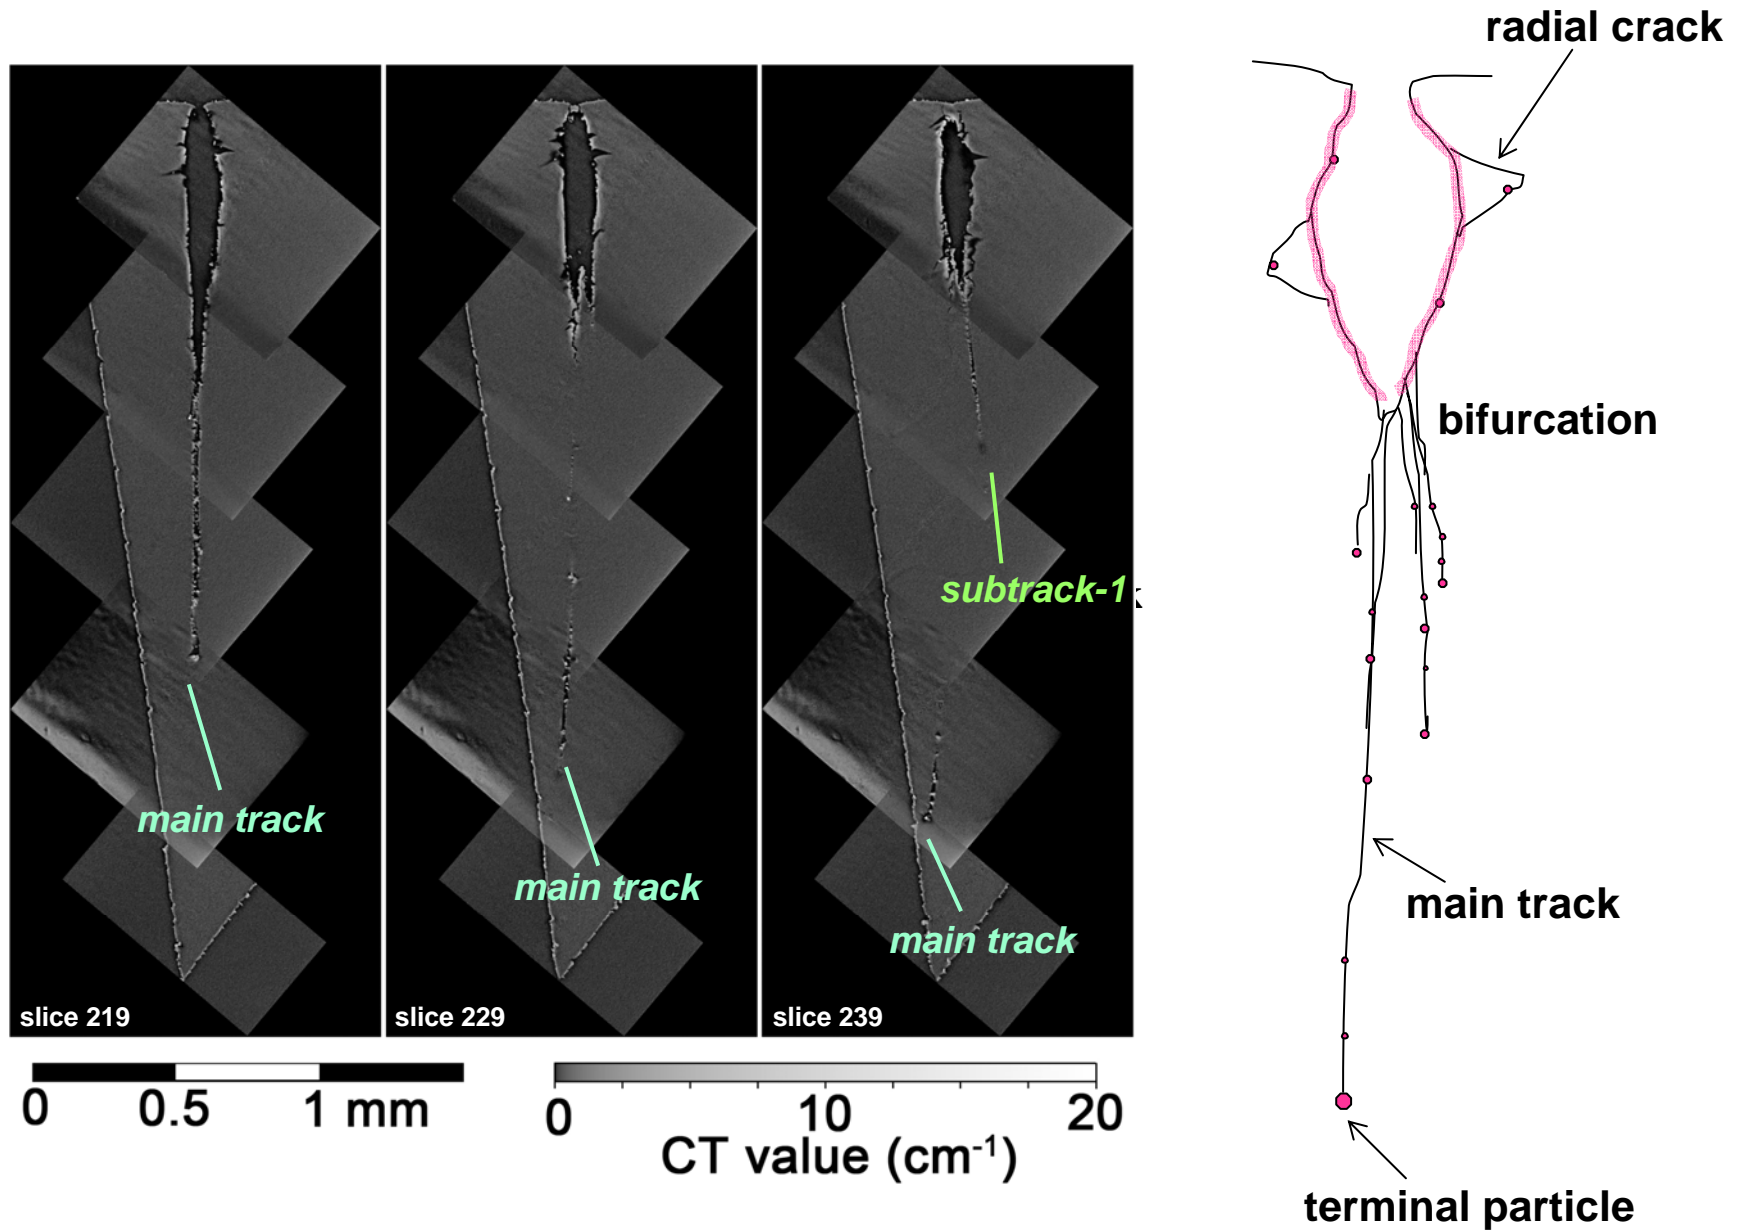 radial crack
bifurcation
subtrack-1
main track
main track
main track
main track
slice 219
slice 229
slice 239
0 0.5 1 mm
0 10 20
CT value (cm⁻¹)
terminal particle